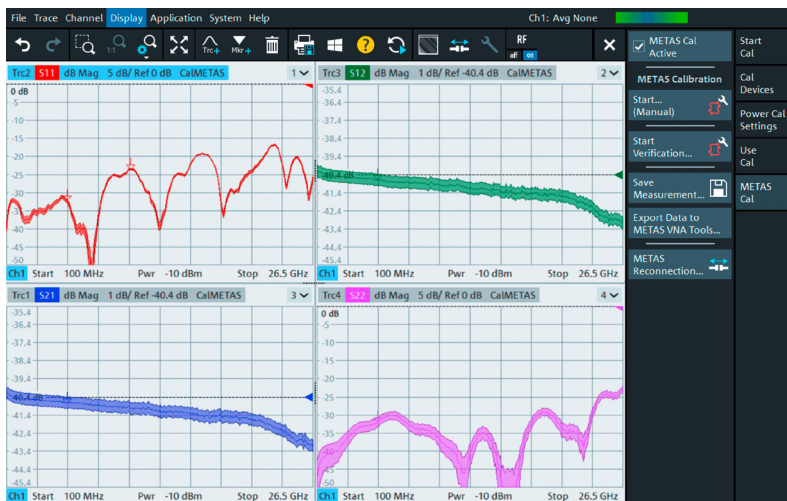 File Trace Channel Display Application System Help
Ch1: Avg None
1:1
Trc+
Mkr+
RF
off on
Trc2 S11 dB Mag 5 dB/ Ref 0 dB CalMETAS 1
0 dB
-5
-10
-15
-20
-25
-30
-35
-40
-45
-50
Ch1 Start 100 MHz Pwr -10 dBm Stop 26.5 GHz
Trc3 S12 dB Mag 1 dB/ Ref -40.4 dB CalMETAS 2
-35.4
-36.4
-37.4
-38.4
-39.4
-40.4 dB
-41.4
-42.4
-43.4
-44.4
-45.4
Ch1 Start 100 MHz Pwr -10 dBm Stop 26.5 GHz
Trc1 S21 dB Mag 1 dB/ Ref -40.4 dB CalMETAS 3
-35.4
-36.4
-37.4
-38.4
-39.4
-40.4 dB
-41.4
-42.4
-43.4
-44.4
-45.4
Ch1 Start 100 MHz Pwr -10 dBm Stop 26.5 GHz
Trc4 S22 dB Mag 5 dB/ Ref 0 dB CalMETAS 4
0 dB
-5
-10
-15
-20
-25
-30
-35
-40
-45
-50
Ch1 Start 100 MHz Pwr -10 dBm Stop 26.5 GHz
METAS Cal
Active
METAS Calibration
Start...
(Manual)
Start
Verification...
Save
Measurement...
Export Data to
METAS VNA Tools...
METAS
Reconnection...
Start
Cal
Cal
Devices
Power Cal
Settings
Use
Cal
METAS
Cal